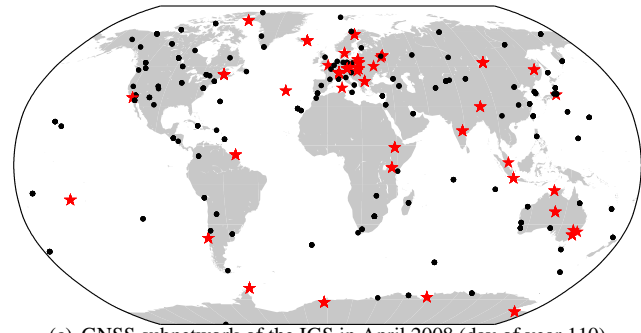 (c) GNSS subnetwork of the IGS in April 2008 (day of year 110)